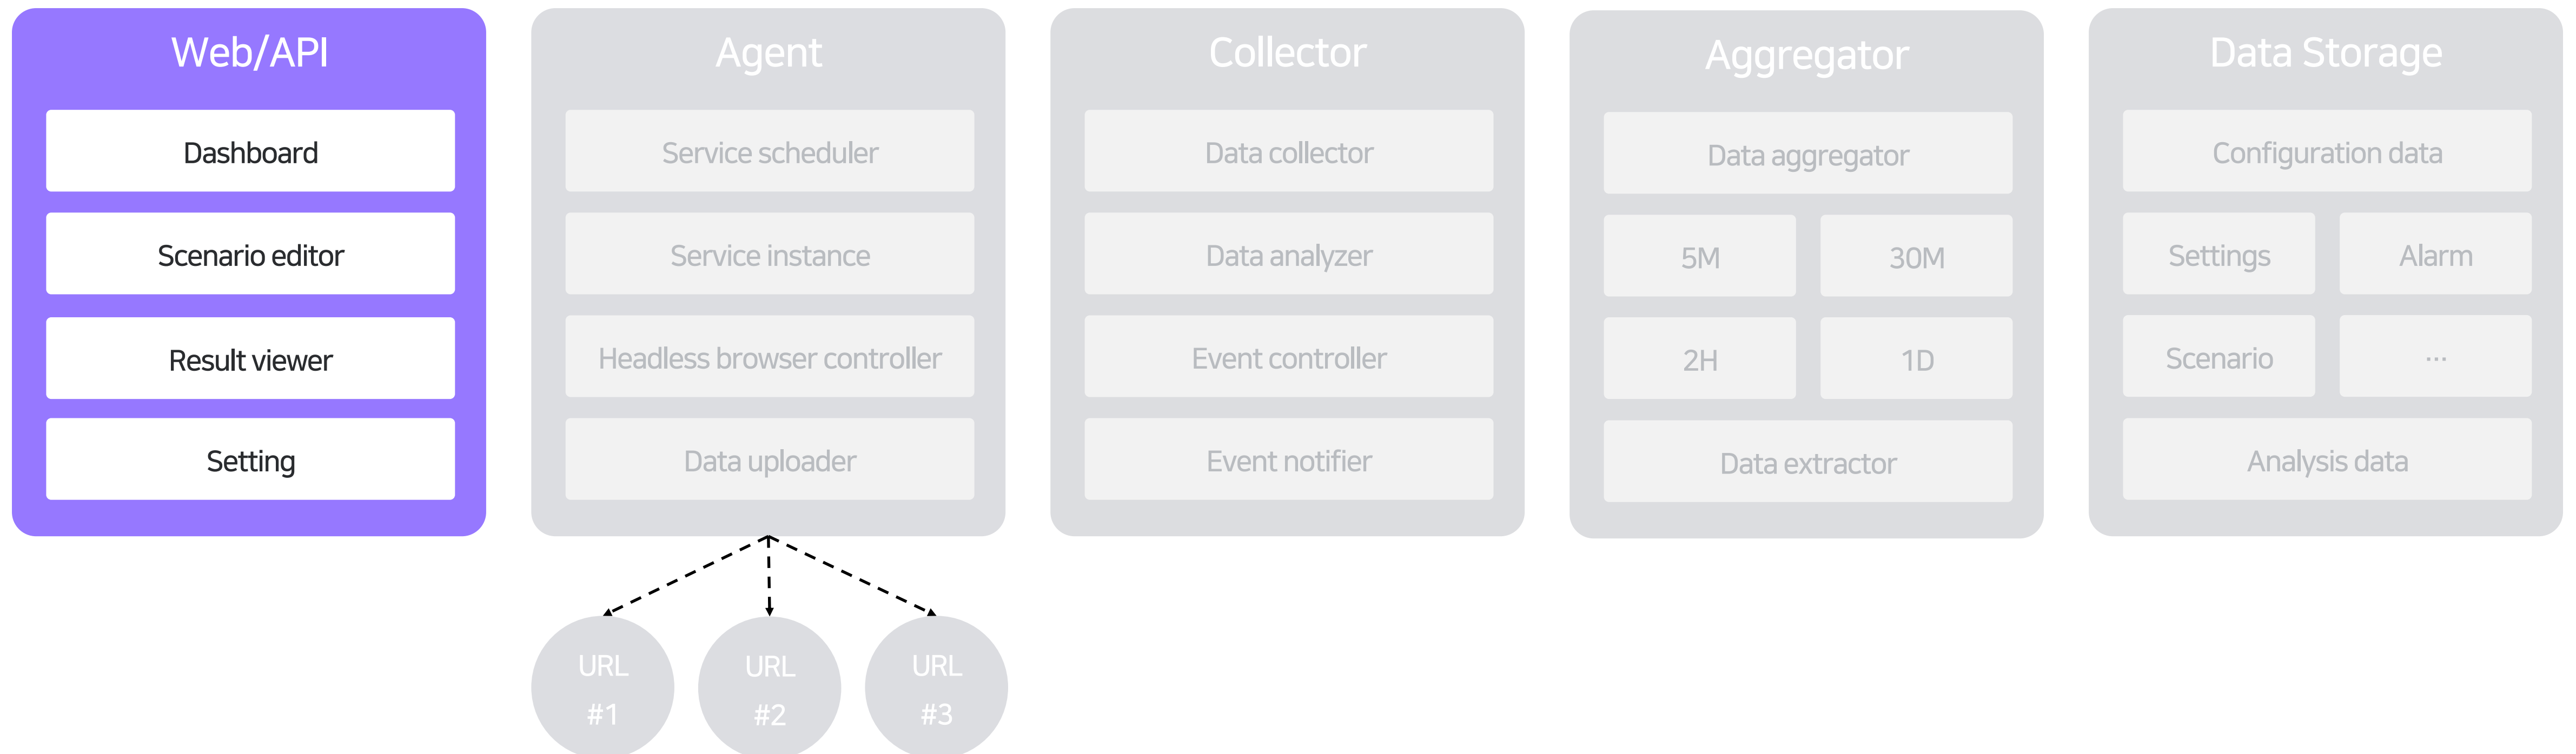 Web/API
Dashboard
Scenario editor
Result viewer
Setting
Agent
Service scheduler
Service instance
Headless browser controller
Data uploader
URL
#1
URL
#2
URL
#3
Collector
Data collector
Data analyzer
Event controller
Event notifier
Aggregator
Data aggregator
5M
30M
2H
1D
Data extractor
Data Storage
Configuration data
Settings
Alarm
Scenario
...
Analysis data